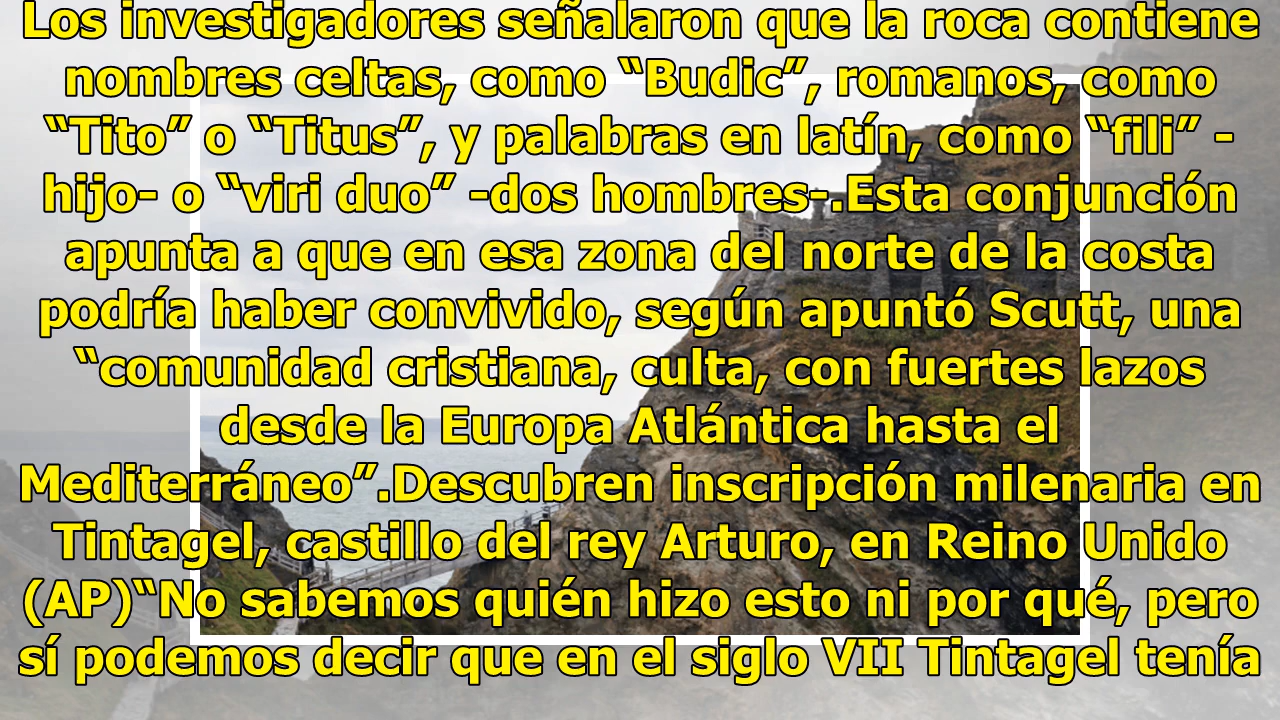 Los investigadores señalaron que la roca contiene
nombres celtas, como “Budic”, romanos, como
“Tito” o “Titus”, y palabras en latín, como “fili” -
hijo- o “viri duo” -dos hombres-.Esta conjunción
apunta a que en esa zona del norte de la costa
podría haber convivido, según apuntó Scutt, una
“comunidad cristiana, culta, con fuertes lazos
desde la Europa Atlántica hasta el
Mediterráneo”.Descubren inscripción milenaria en
Tintagel, castillo del rey Arturo, en Reino Unido
(AP)“No sabemos quién hizo esto ni por qué, pero
sí podemos decir que en el siglo VII Tintagel tenía